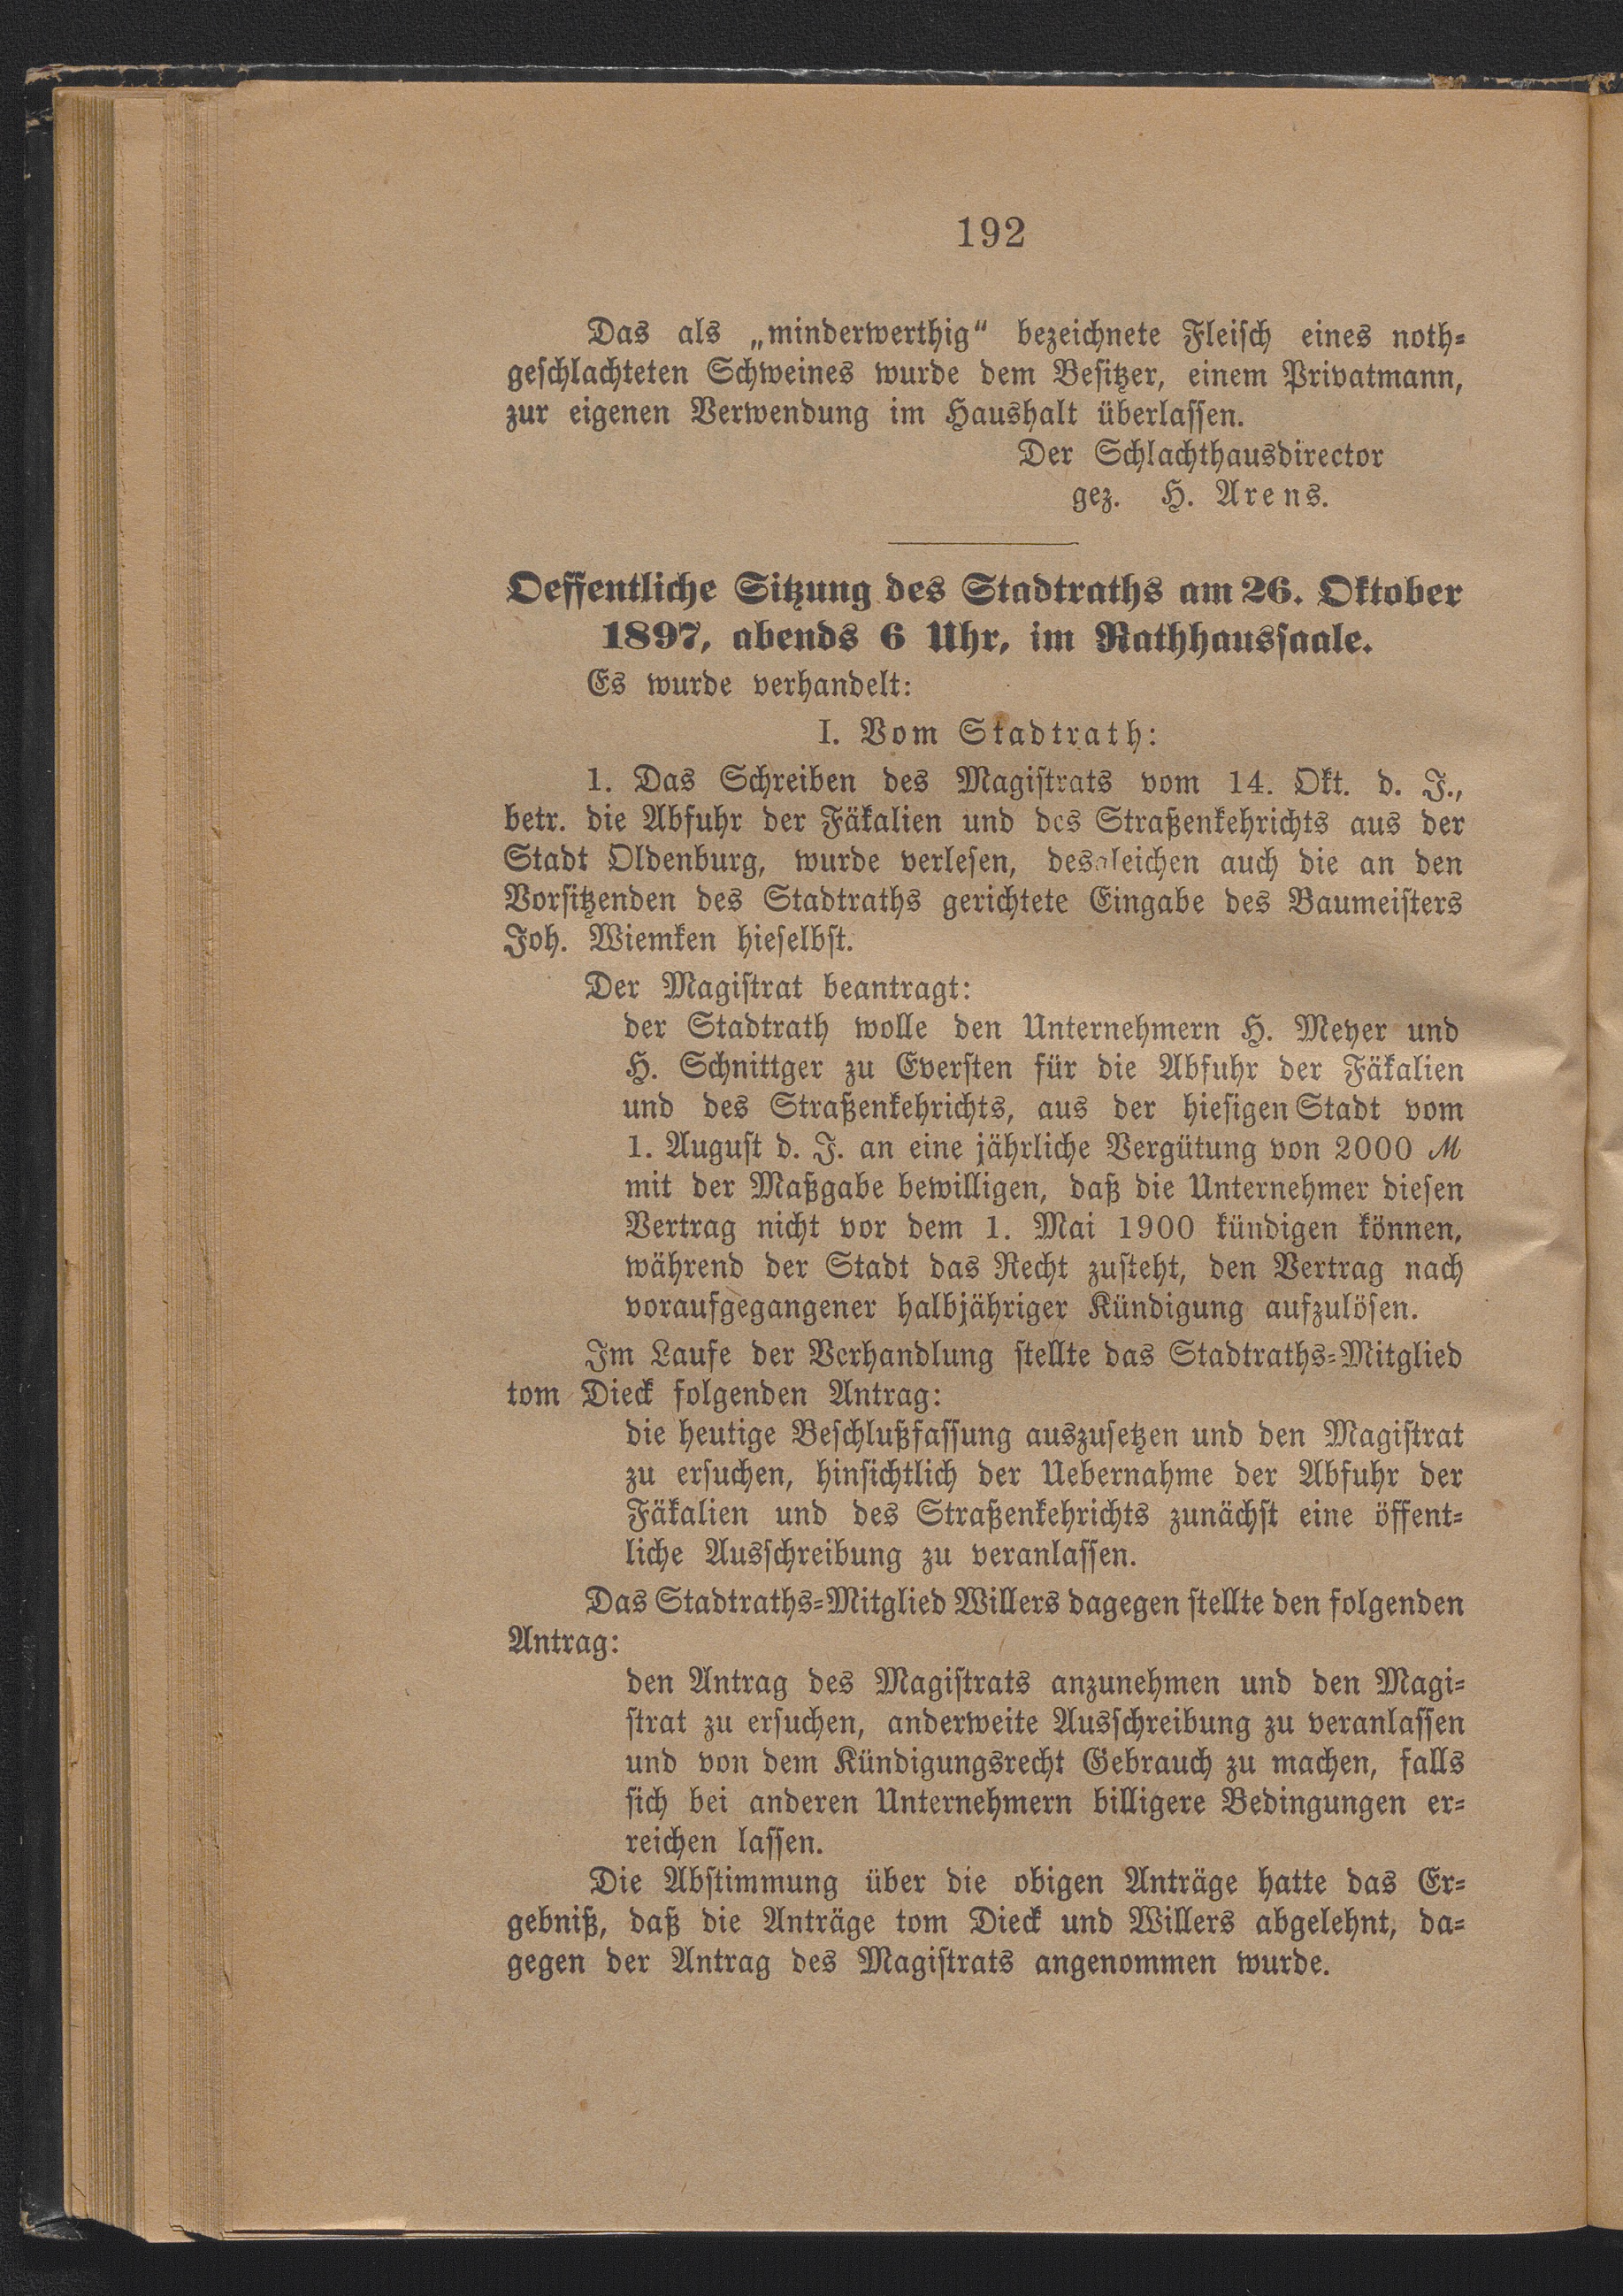 192
Das als „minderwerthig“ bezeichnete Fleisch eines noth-
geschlachteten Schweines wurde dem Besitzer, einem Privatmann,
zur eigenen Verwendung im Haushalt überlassen.
Der Schlachthausdirector
gez. H. Arens.
Oeffentliche Sitzung des Stadtraths am 26. Oktober
1897, abends 6 Uhr, im Rathhaussaale.
Es wurde verhandelt:
I. Vom Stadtrath:
1. Das Schreiben des Magistrats vom 14. Okt. d. J.,
betr. die Abfuhr der Fäkalien und des Straßenkehrichts aus der
Stadt Oldenburg, wurde verlesen, desgleichen auch die an den
Vorsitzenden des Stadtraths gerichtete Eingabe des Baumeisters
Joh. Wiemken hieselbst.
Der Magistrat beantragt:
der Stadtrath wolle den Unternehmern H. Meyer und
H. Schnittger zu Eversten für die Abfuhr der Fäkalien
und des Straßenkehrichts, aus der hiesigen Stadt vom
1. August d. J. an eine jährliche Vergütung von 2000 ℳ
mit der Maßgabe bewilligen, daß die Unternehmer diesen
Vertrag nicht vor dem 1. Mai 1900 kündigen können,
während der Stadt das Recht zusteht, den Vertrag nach
voraufgegangener halbjähriger Kündigung aufzulösen.
Im Laufe der Verhandlung stellte das Stadtraths-Mitglied
tom Dieck folgenden Antrag:
die heutige Beschlußfassung auszusetzen und den Magistrat
zu ersuchen, hinsichtlich der Uebernahme der Abfuhr der
Fäkalien und des Straßenkehrichts zunächst eine öffent-
liche Ausschreibung zu veranlassen.
Das Stadtraths-Mitglied Willers dagegen stellte den folgenden
Antrag:
den Antrag des Magistrats anzunehmen und den Magi-
strat zu ersuchen, anderweite Ausschreibung zu veranlassen
und von dem Kündigungsrecht Gebrauch zu machen, falls
sich bei anderen Unternehmern billigere Bedingungen er-
reichen lassen.
Die Abstimmung über die obigen Anträge hatte das Er-
gebniß, daß die Anträge tom Dieck und Willers abgelehnt, da-
gegen der Antrag des Magistrats angenommen wurde.